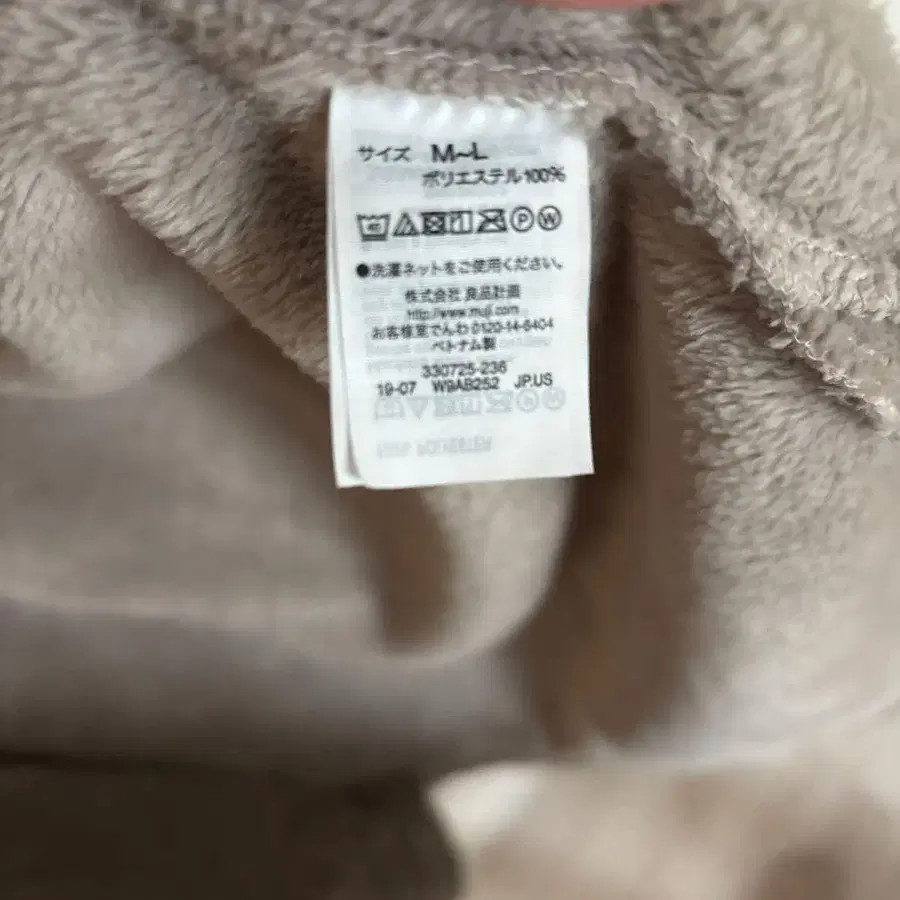 サイズ M~L
ポリエステル100%
40 P W
●洗濯ネットをご使用ください。
株式会社 良品計画
http://www.muji.com
お客様室でんわ 0120-14-6404
ベトナム製
330725-236
19-07 W9AB252 JP.US